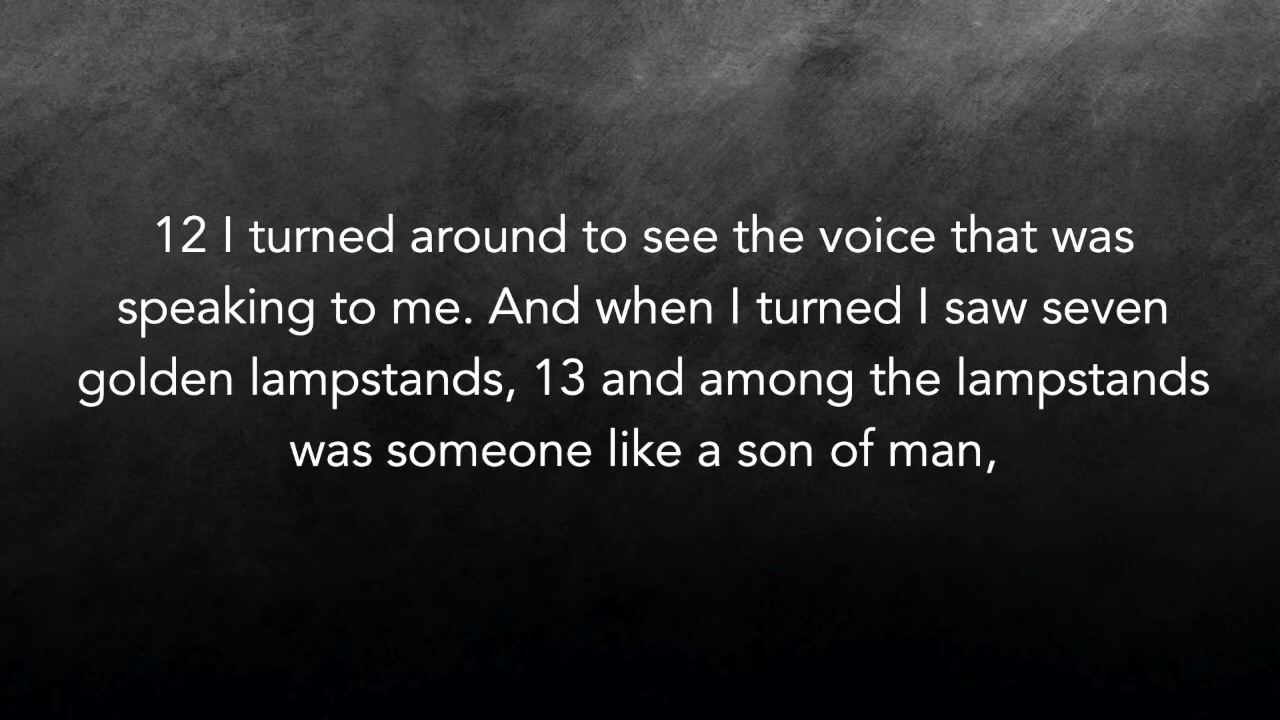 12 I turned around to see the voice that was
speaking to me. And when I turned I saw seven
golden lampstands, 13 and among the lampstands
was someone like a son of man,